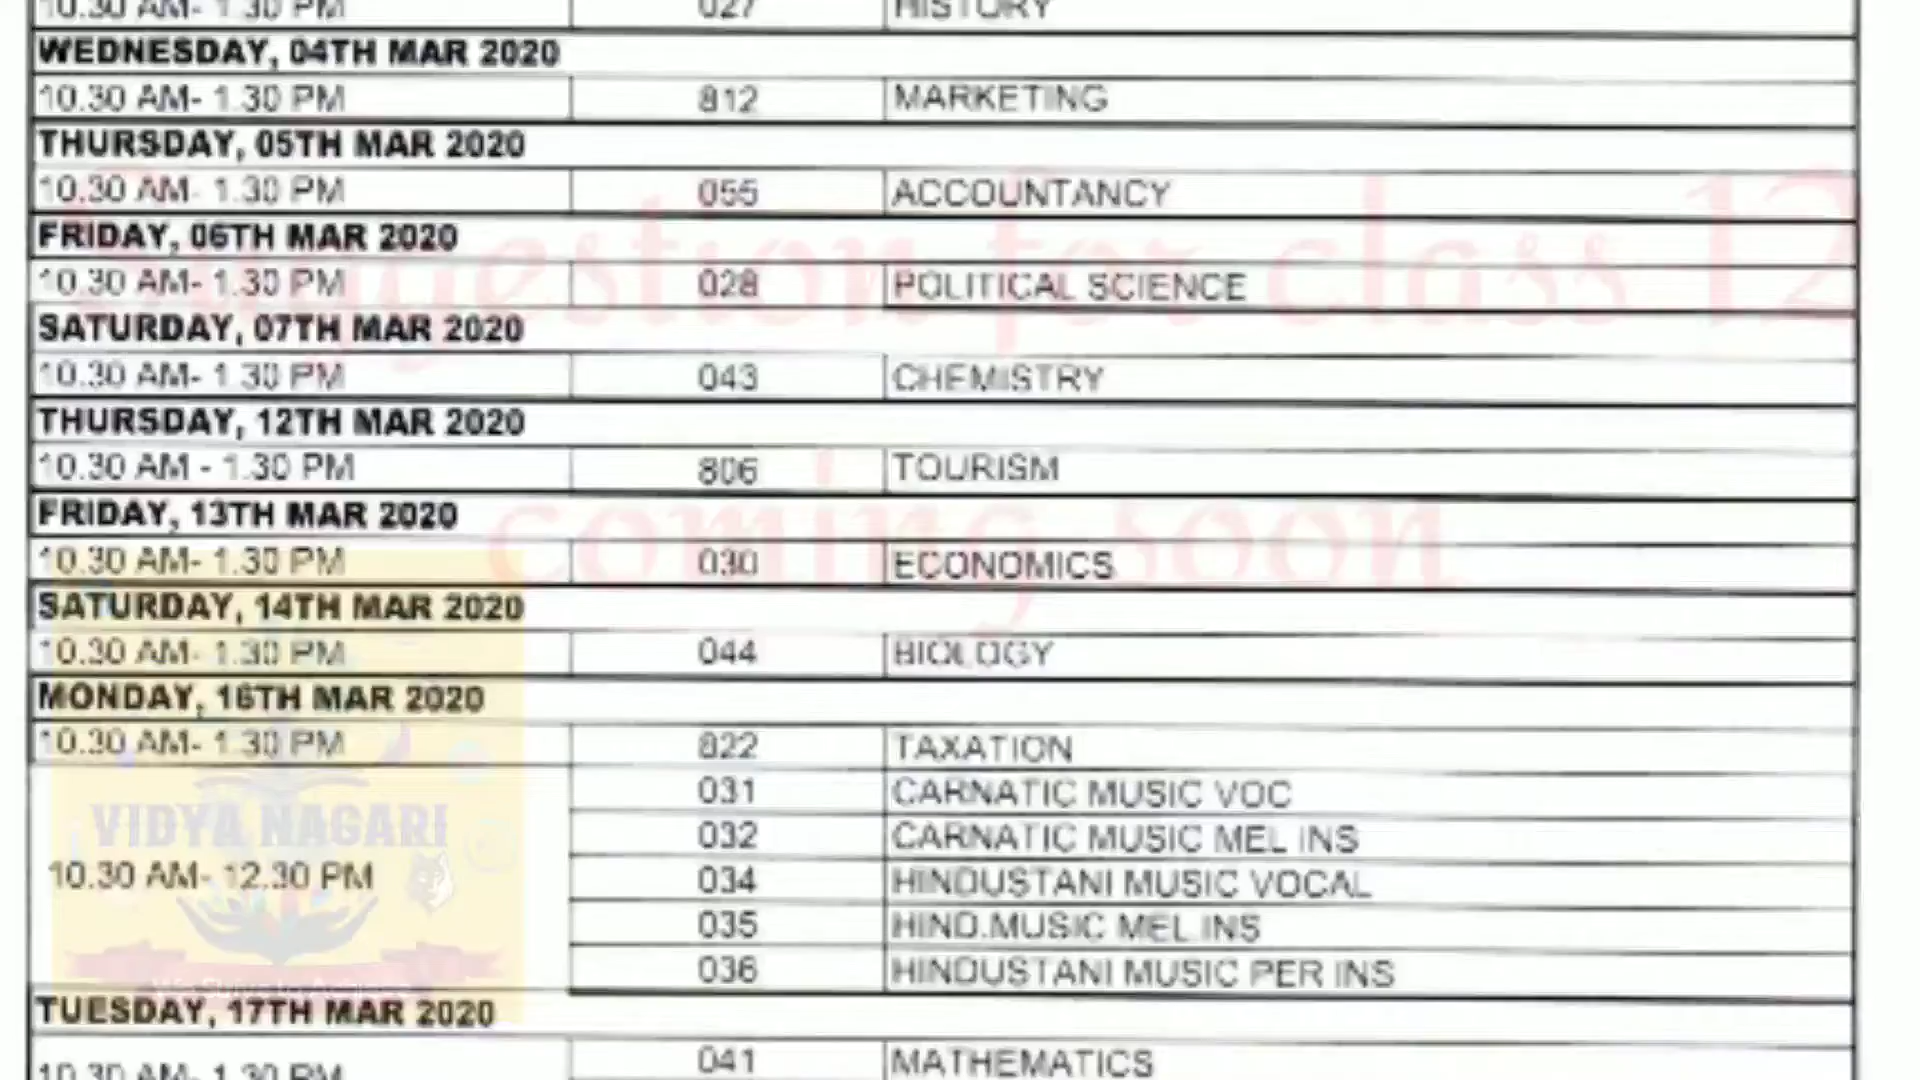 10.30 AM- 1.30 PM 027 HISTORY
WEDNESDAY, 04TH MAR 2020
10.30 AM- 1.30 PM 812 MARKETING
THURSDAY, 05TH MAR 2020
10.30 AM- 1.30 PM 055 ACCOUNTANCY
FRIDAY, 06TH MAR 2020
10.30 AM- 1.30 PM 028 POLITICAL SCIENCE
Suggestion for class 12
SATURDAY, 07TH MAR 2020
10.30 AM- 1.30 PM 043 CHEMISTRY
THURSDAY, 12TH MAR 2020
10.30 AM - 1.30 PM 806 TOURISM
FRIDAY, 13TH MAR 2020
coming soon
10.30 AM- 1.30 PM 030 ECONOMICS
SATURDAY, 14TH MAR 2020
10.30 AM- 1.30 PM 044 BIOLOGY
MONDAY, 16TH MAR 2020
10.30 AM- 1.30 PM 822 TAXATION
031 CARNATIC MUSIC VOC
VIDYA NAGARI
032 CARNATIC MUSIC MEL INS
10.30 AM- 12.30 PM 034 HINDUSTANI MUSIC VOCAL
035 HIND.MUSIC MEL INS
036 HINDUSTANI MUSIC PER INS
TUESDAY, 17TH MAR 2020
10.30 AM- 1.30 PM 041 MATHEMATICS